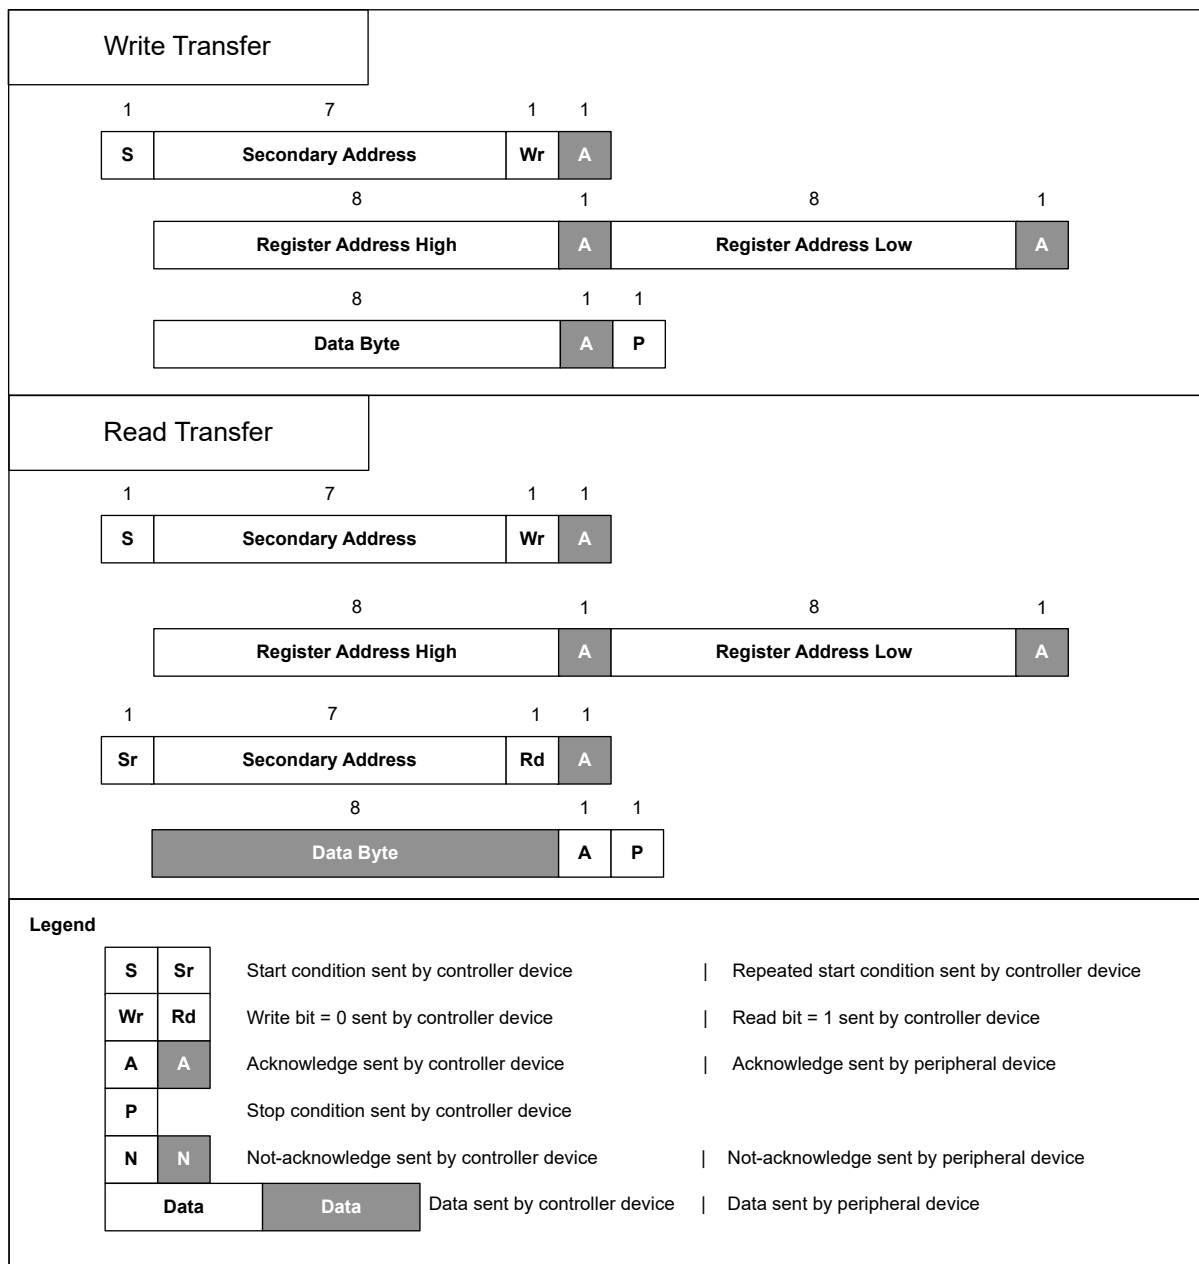 Write Transfer
1 7 1 1
S Secondary Address Wr A
8 1 8 1
Register Address High A Register Address Low A
8 1 1
Data Byte A P
Read Transfer
1 7 1 1
S Secondary Address Wr A
8 1 8 1
Register Address High A Register Address Low A
1 7 1 1
Sr Secondary Address Rd A
8 1 1
Data Byte A P
Legend
S Sr Start condition sent by controller device | Repeated start condition sent by controller device
Wr Rd Write bit = 0 sent by controller device | Read bit = 1 sent by controller device
A A Acknowledge sent by controller device | Acknowledge sent by peripheral device
P Stop condition sent by controller device
N N Not-acknowledge sent by controller device | Not-acknowledge sent by peripheral device
Data Data Data sent by controller device | Data sent by peripheral device